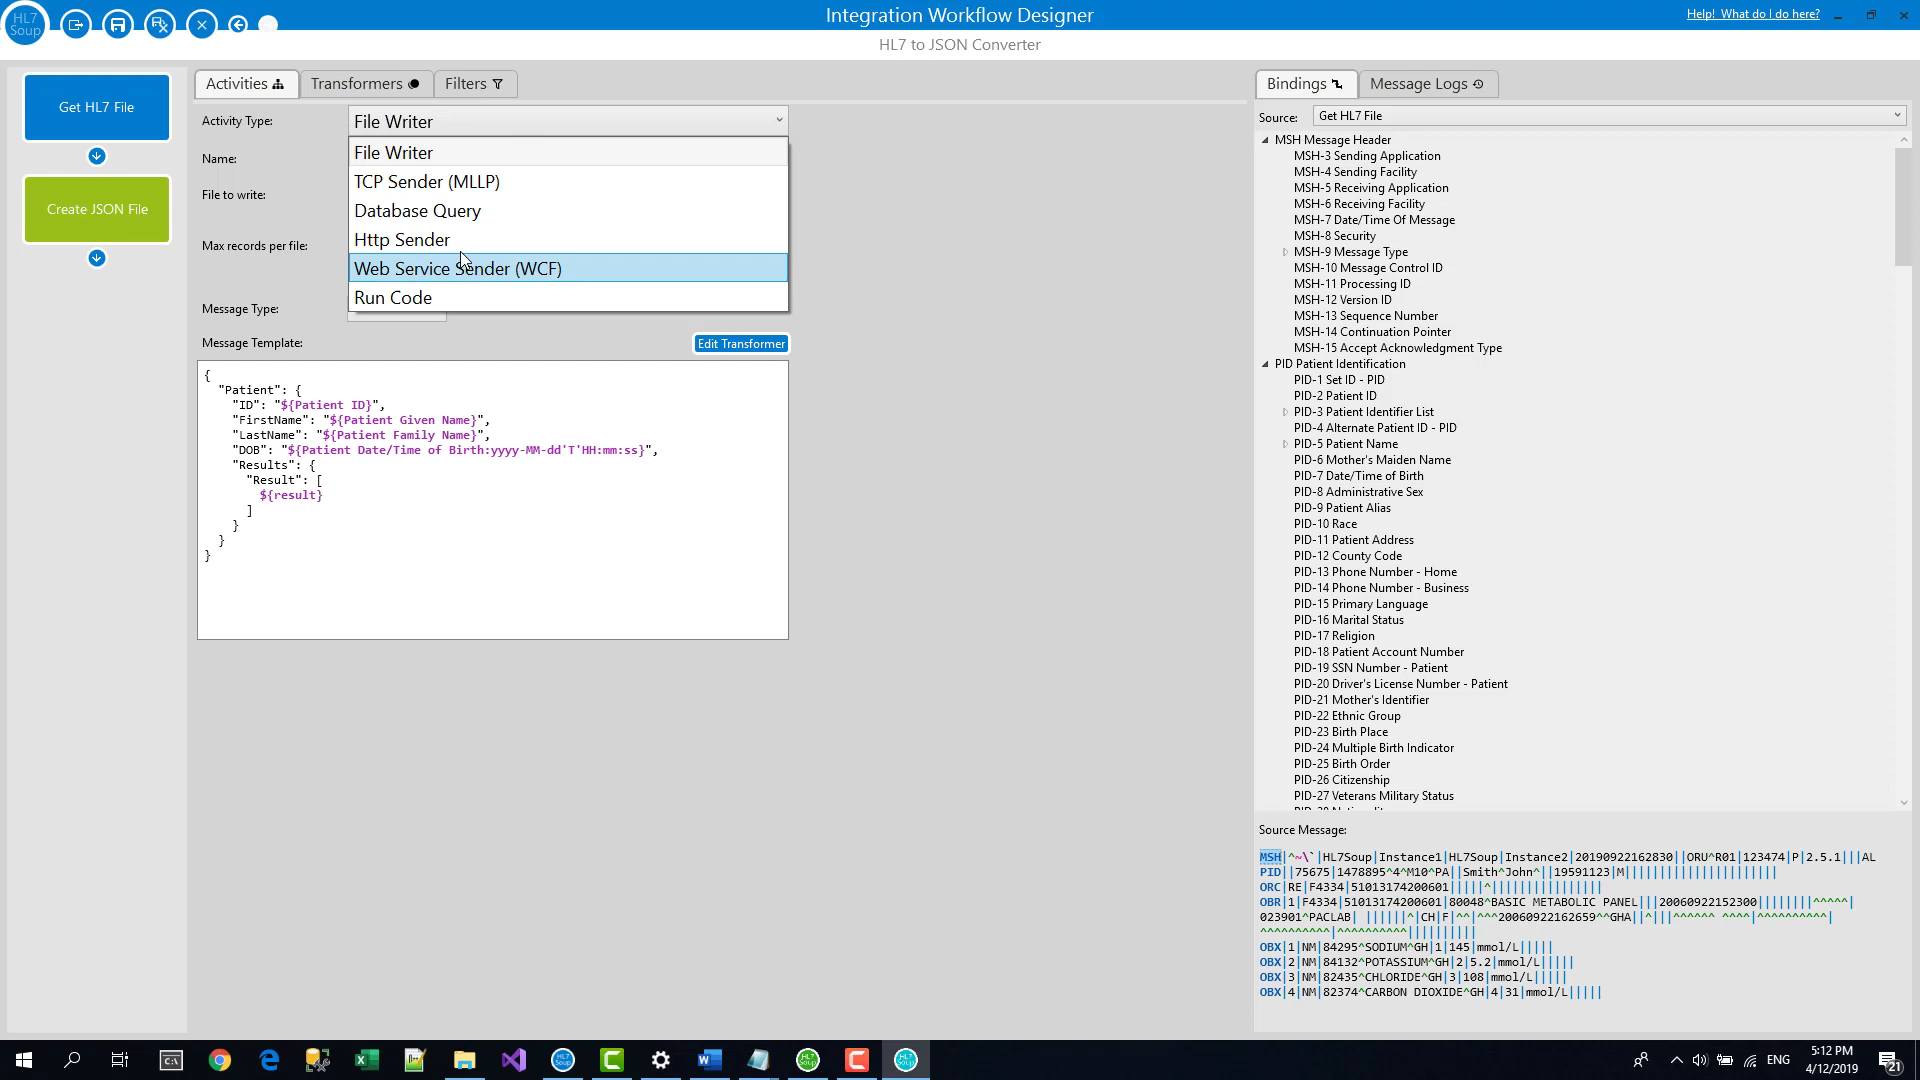 HL7
Soup
Integration Workflow Designer
Help! What do I do here?
HL7 to JSON Converter
Get HL7 File
Create JSON File
Activities
Transformers
Filters
Activity Type:
File Writer
Name:
File to write:
Max records per file:
Message Type:
File Writer
TCP Sender (MLLP)
Database Query
Http Sender
Web Service Sender (WCF)
Run Code
Message Template:
Edit Transformer
{
"Patient": {
"ID": "${Patient ID}",
"FirstName": "${Patient Given Name}",
"LastName": "${Patient Family Name}",
"DOB": "${Patient Date/Time of Birth:yyyy-MM-dd'T'HH:mm:ss}",
"Results": {
"Result": [
${result}
]
}
}
}
Bindings
Message Logs
Source:
Get HL7 File
MSH Message Header
MSH-3 Sending Application
MSH-4 Sending Facility
MSH-5 Receiving Application
MSH-6 Receiving Facility
MSH-7 Date/Time Of Message
MSH-8 Security
MSH-9 Message Type
MSH-10 Message Control ID
MSH-11 Processing ID
MSH-12 Version ID
MSH-13 Sequence Number
MSH-14 Continuation Pointer
MSH-15 Accept Acknowledgment Type
PID Patient Identification
PID-1 Set ID - PID
PID-2 Patient ID
PID-3 Patient Identifier List
PID-4 Alternate Patient ID - PID
PID-5 Patient Name
PID-6 Mother's Maiden Name
PID-7 Date/Time of Birth
PID-8 Administrative Sex
PID-9 Patient Alias
PID-10 Race
PID-11 Patient Address
PID-12 County Code
PID-13 Phone Number - Home
PID-14 Phone Number - Business
PID-15 Primary Language
PID-16 Marital Status
PID-17 Religion
PID-18 Patient Account Number
PID-19 SSN Number - Patient
PID-20 Driver's License Number - Patient
PID-21 Mother's Identifier
PID-22 Ethnic Group
PID-23 Birth Place
PID-24 Multiple Birth Indicator
PID-25 Birth Order
PID-26 Citizenship
PID-27 Veterans Military Status
Source Message:
MSH|^~\`|HL7Soup|Instance1|HL7Soup|Instance2|20190922162830||ORU^R01|123474|P|2.5.1|||AL
PID||75675|1478895^4^M10^PA||Smith^John^||19591123|M||||||||||||||||||||||
ORC|RE|F4334|51013174200601|||||^||||||||||||||||
OBR|1|F4334|51013174200601|80048^BASIC METABOLIC PANEL|||20060922152300||||||||^^^^^|
023901^PACLAB| ||||||^|CH|F|^^|^^^20060922162659^^GHA||^|||^^^^^^ ^^^^|^^^^^^^^^^|
^^^^^^^^^^|^^^^^^^^^^||||||||||
OBX|1|NM|84295^SODIUM^GH|1|145|mmol/L|||||
OBX|2|NM|84132^POTASSIUM^GH|2|5.2|mmol/L|||||
OBX|3|NM|82435^CHLORIDE^GH|3|108|mmol/L|||||
OBX|4|NM|82374^CARBON DIOXIDE^GH|4|31|mmol/L|||||
ENG
5:12 PM
4/12/2019
21